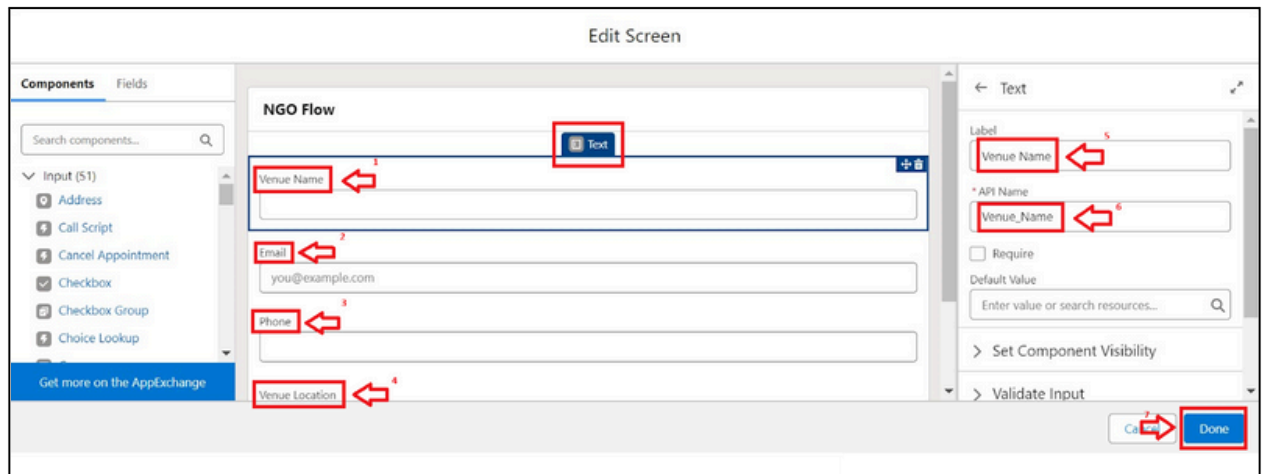 Edit Screen
Components Fields
Search components...
Input (51)
Address
Call Script
Cancel Appointment
Checkbox
Checkbox Group
Choice Lookup
Get more on the AppExchange
NGO Flow
Text
Venue Name 1
Email 2
you@example.com
Phone 3
Venue Location 4
Text
Label
Venue Name 5
* API Name
Venue_Name 6
Require
Default Value
Enter value or search resources...
Set Component Visibility
Validate Input
7
Done